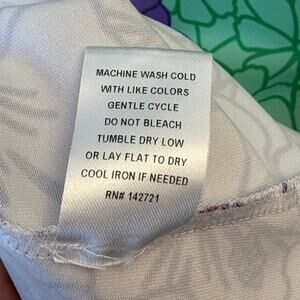 MACHINE WASH COLD
WITH LIKE COLORS
GENTLE CYCLE
DO NOT BLEACH
TUMBLE DRY LOW
OR LAY FLAT TO DRY
COOL IRON IF NEEDED
RN# 142721